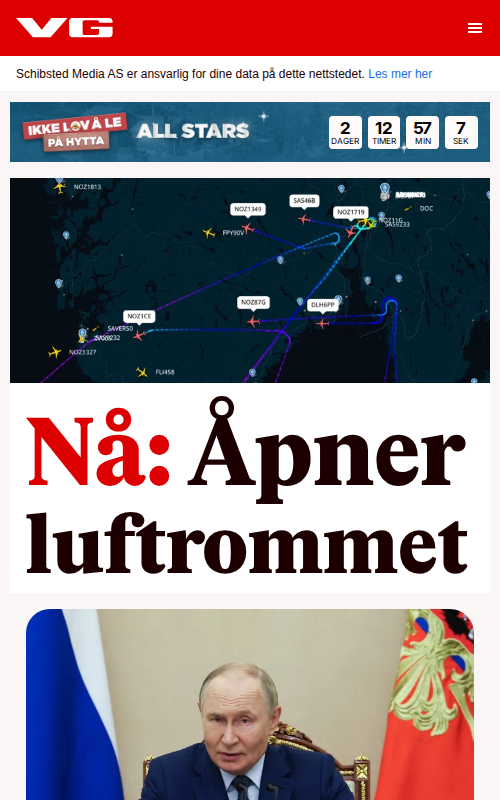 VG
Schibsted Media AS er ansvarlig for dine data på dette nettstedet. Les mer her
IKKE LOV Å LE
PÅ HYTTA
ALL STARS
2 12 57 7
DAGER TIMER MIN SEK
NOZ1813
SAS46B
NOZ1349
NOZ1719
DOC
FPY90V
SAS9233
NOZ87G
DLH6PP
NOZ1CE
SAVER50
NOZ1327
FLI458
Nå: Åpner
luftrommet